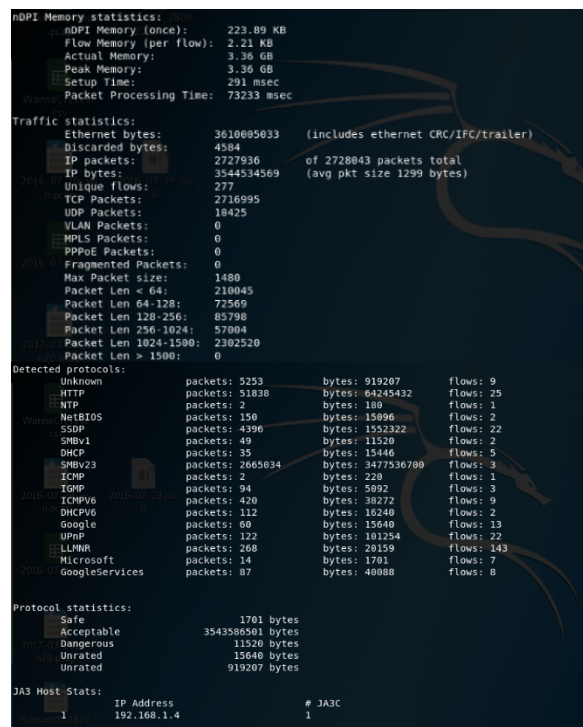 nDPI Memory statistics:
nDPI Memory (once): 223.89 KB
Flow Memory (per flow): 2.21 KB
Actual Memory: 3.36 GB
Peak Memory: 3.36 GB
Setup Time: 291 msec
Packet Processing Time: 73233 msec
Traffic statistics:
Ethernet bytes: 3610005033 (includes ethernet CRC/IFC/trailer)
Discarded bytes: 4584
IP packets: 2727936 of 2728043 packets total
IP bytes: 3544534569 (avg pkt size 1299 bytes)
Unique flows: 277
TCP Packets: 2716995
UDP Packets: 10425
VLAN Packets: 0
MPLS Packets: 0
PPPoE Packets: 0
Fragmented Packets: 0
Max Packet size: 1480
Packet Len < 64: 210045
Packet Len 64-128: 72569
Packet Len 128-256: 85798
Packet Len 256-1024: 57004
Packet Len 1024-1500: 2302520
Packet Len > 1500: 0
Detected protocols:
Unknown packets: 5253 bytes: 919207 flows: 9
HTTP packets: 51838 bytes: 64245432 flows: 25
NTP packets: 2 bytes: 180 flows: 1
NetBIOS packets: 150 bytes: 15096 flows: 2
SSDP packets: 4396 bytes: 1552322 flows: 22
SMBv1 packets: 49 bytes: 11520 flows: 2
DHCP packets: 35 bytes: 15446 flows: 5
SMBv23 packets: 2665034 bytes: 3477536700 flows: 3
ICMP packets: 2 bytes: 220 flows: 1
IGMP packets: 94 bytes: 5092 flows: 3
ICMPV6 packets: 420 bytes: 38272 flows: 9
DHCPV6 packets: 112 bytes: 16240 flows: 2
Google packets: 60 bytes: 15640 flows: 13
UPnP packets: 122 bytes: 101254 flows: 22
LLMNR packets: 268 bytes: 20159 flows: 143
Microsoft packets: 14 bytes: 1701 flows: 7
GoogleServices packets: 87 bytes: 40088 flows: 8
Protocol statistics:
Safe 1701 bytes
Acceptable 3543586501 bytes
Dangerous 11520 bytes
Unrated 15640 bytes
Unrated 919207 bytes
JA3 Host Stats:
IP Address # JA3C
1 192.168.1.4 1